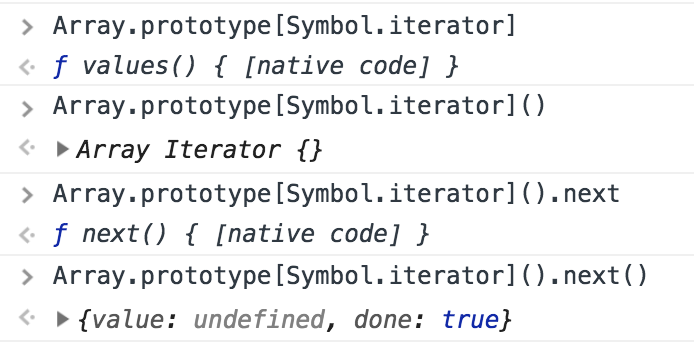 Array.prototype[Symbol.iterator]
ƒ values() { [native code] }
Array.prototype[Symbol.iterator]()
Array Iterator {}
Array.prototype[Symbol.iterator]().next
ƒ next() { [native code] }
Array.prototype[Symbol.iterator]().next()
{value: undefined, done: true}